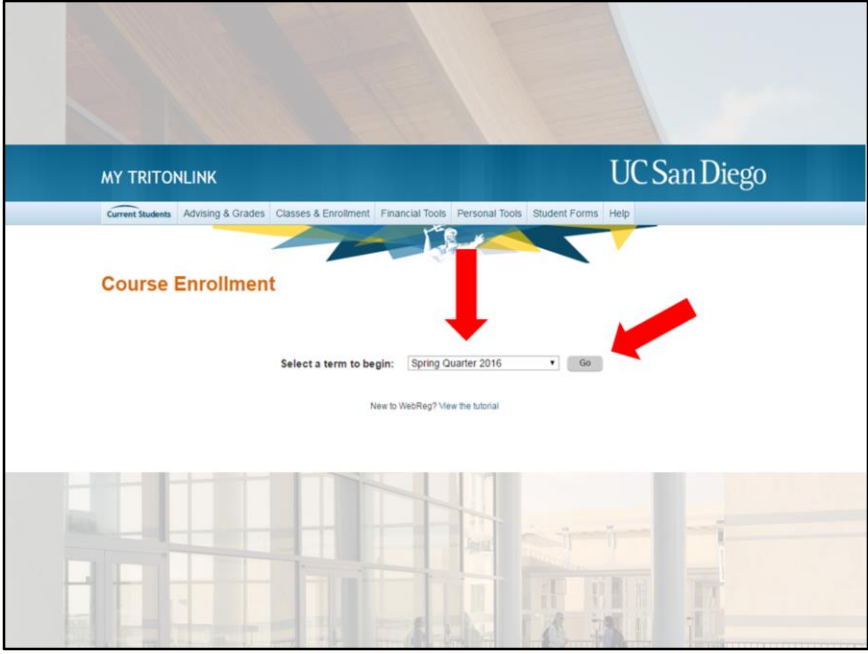 MY TRITONLINK
UC San Diego
Current Students Advising & Grades Classes & Enrollment Financial Tools Personal Tools Student Forms Help
Course Enrollment
Select a term to begin: Spring Quarter 2016 Go
New to WebReg? View the tutorial